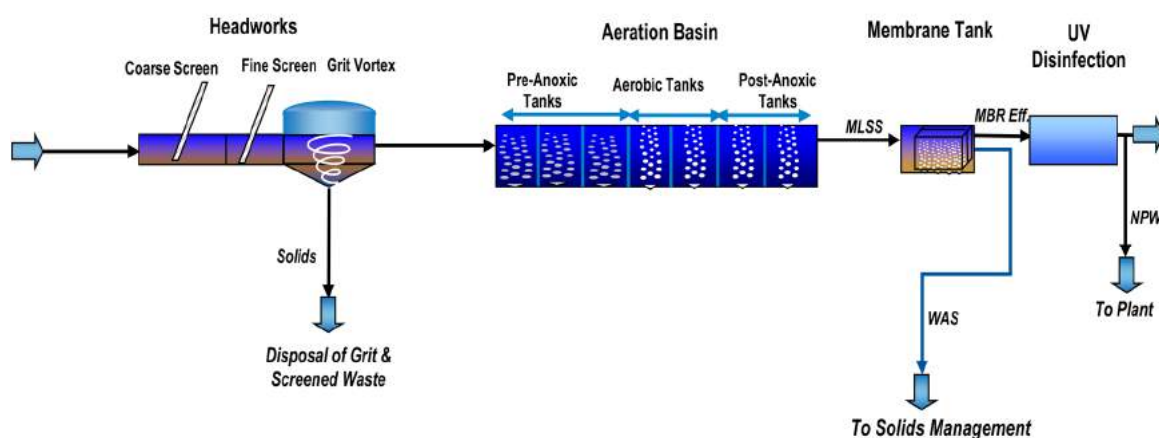 Headworks
Coarse Screen
Fine Screen
Grit Vortex
Solids
Disposal of Grit &
Screened Waste
Aeration Basin
Pre-Anoxic
Tanks
Aerobic Tanks
Post-Anoxic
Tanks
MLSS
Membrane Tank
MBR Eff.
WAS
To Solids Management
UV
Disinfection
NPW
To Plant